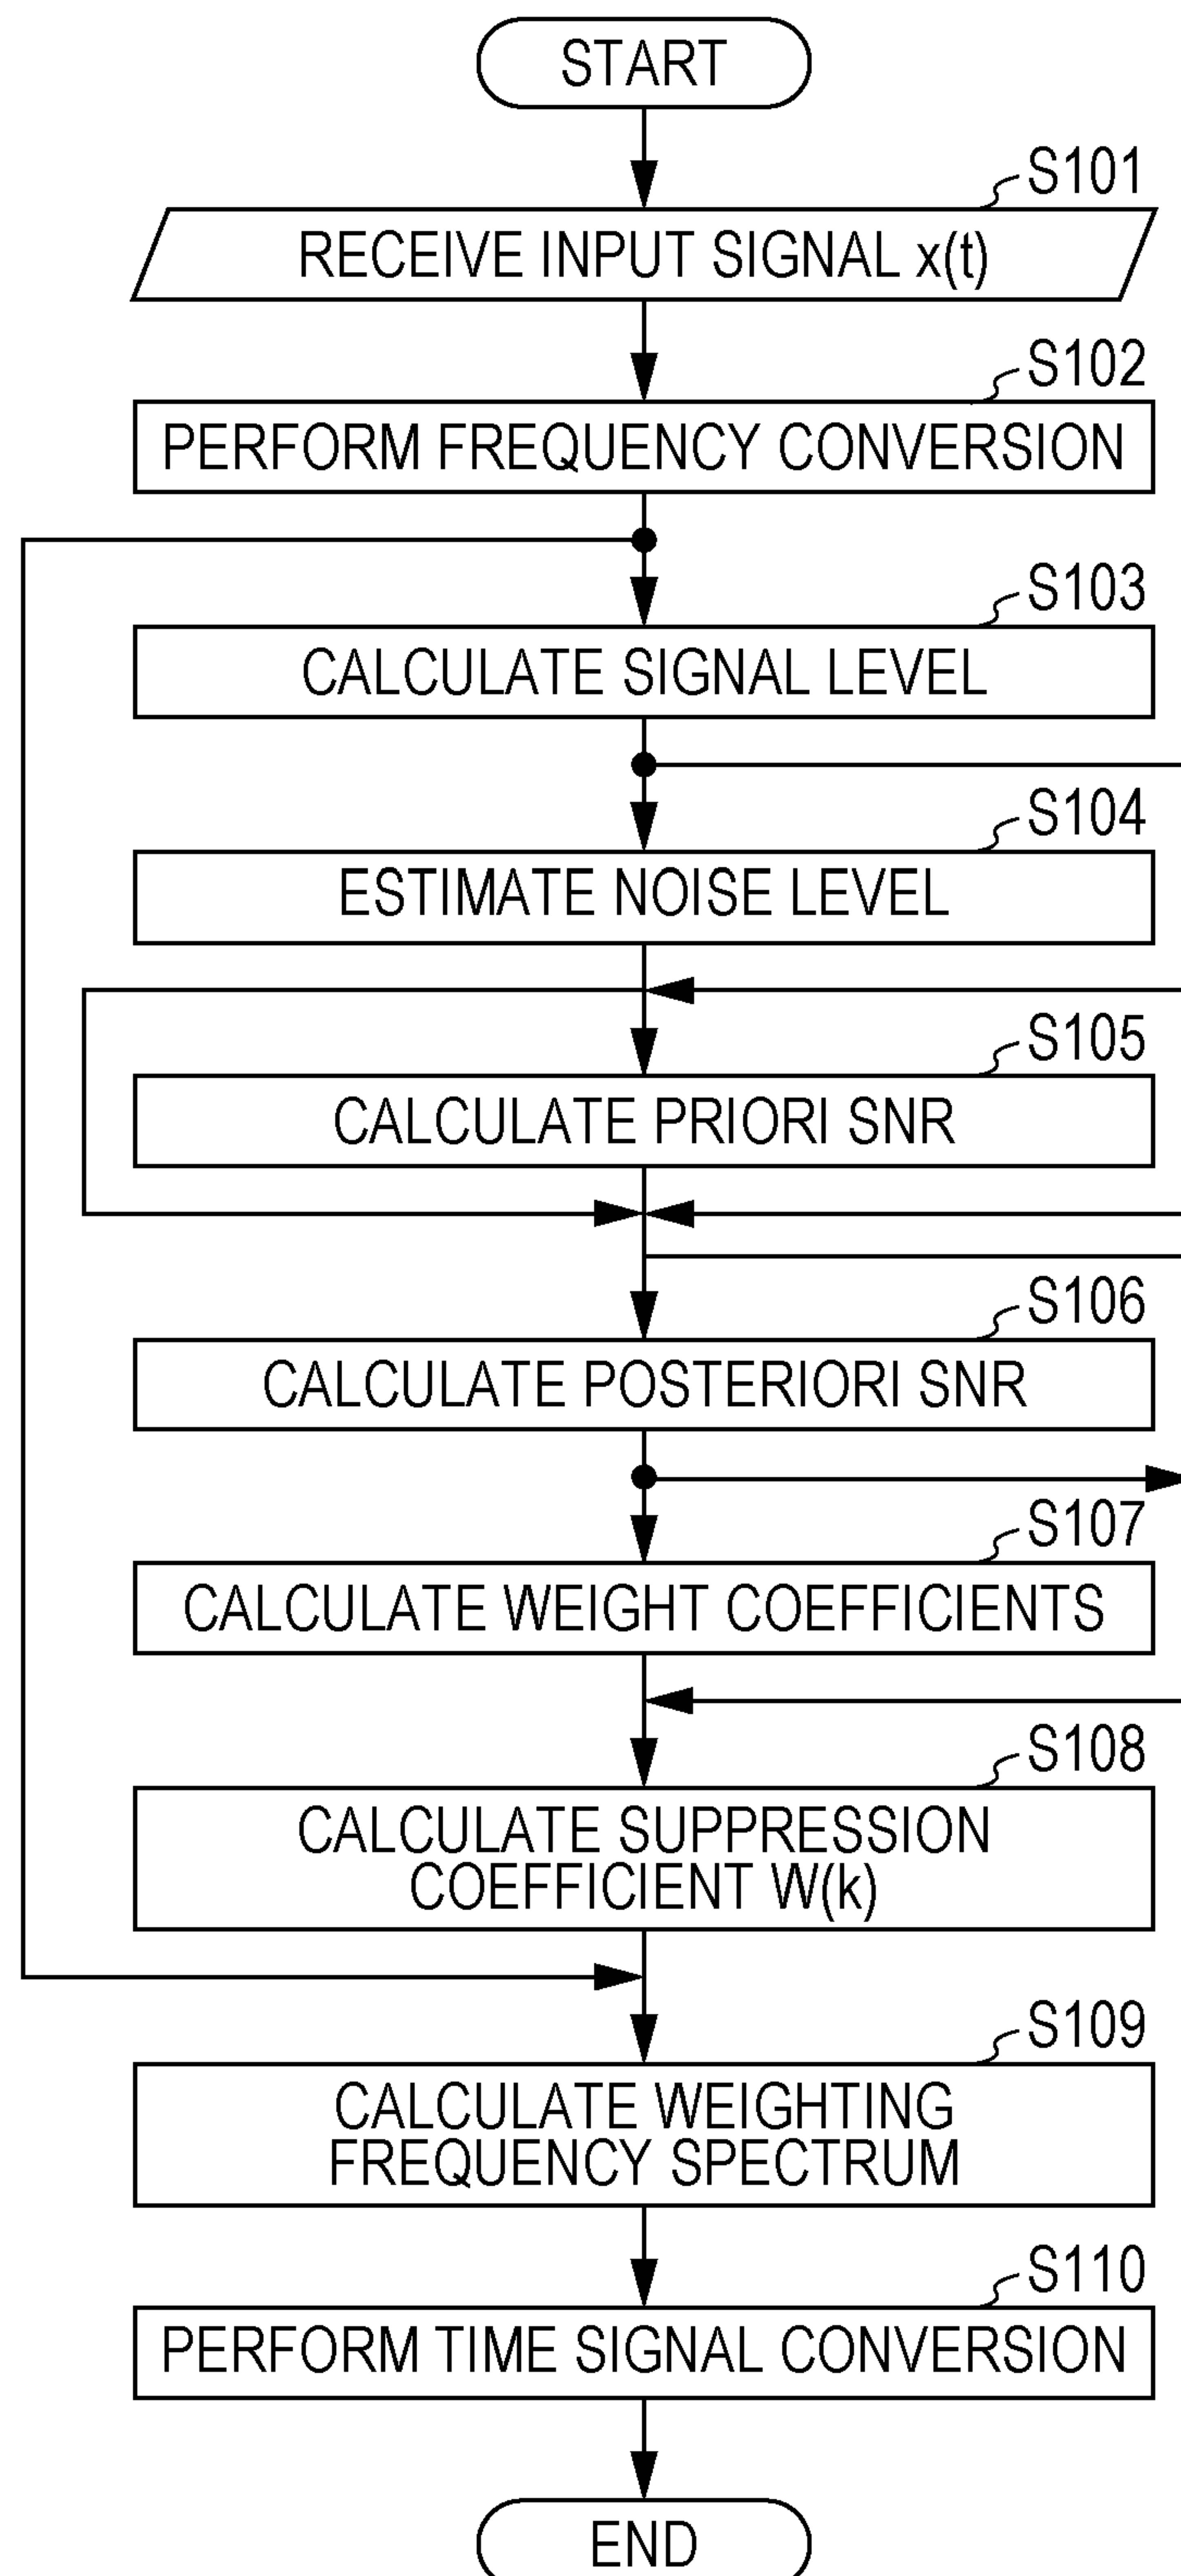 START
S101
RECEIVE INPUT SIGNAL x(t)
S102
PERFORM FREQUENCY CONVERSION
S103
CALCULATE SIGNAL LEVEL
S104
ESTIMATE NOISE LEVEL
S105
CALCULATE PRIORI SNR
S106
CALCULATE POSTERIORI SNR
S107
CALCULATE WEIGHT COEFFICIENTS
S108
CALCULATE SUPPRESSION
COEFFICIENT W(k)
S109
CALCULATE WEIGHTING
FREQUENCY SPECTRUM
S110
PERFORM TIME SIGNAL CONVERSION
END